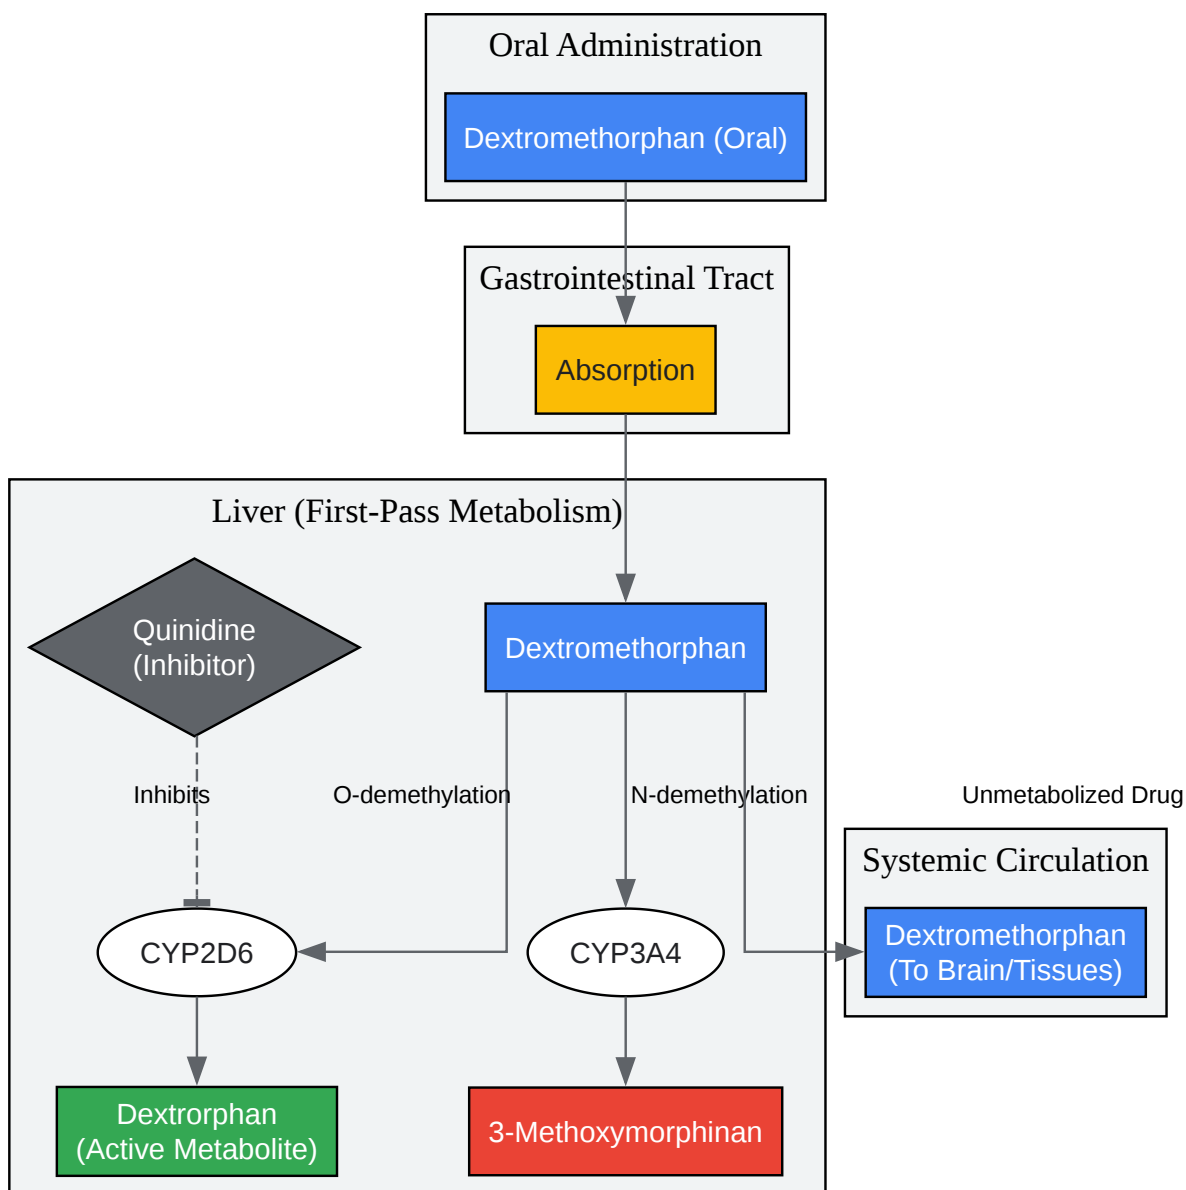 Oral Administration
Dextromethorphan (Oral)
Gastrointestinal Tract
Absorption
Liver (First-Pass Metabolism)
Quinidine
(Inhibitor)
Dextromethorphan
Inhibits
O-demethylation
N-demethylation
Unmetabolized Drug
Systemic Circulation
CYP2D6
CYP3A4
Dextromethorphan
(To Brain/Tissues)
Dextrorphan
(Active Metabolite)
3-Methoxymorphinan